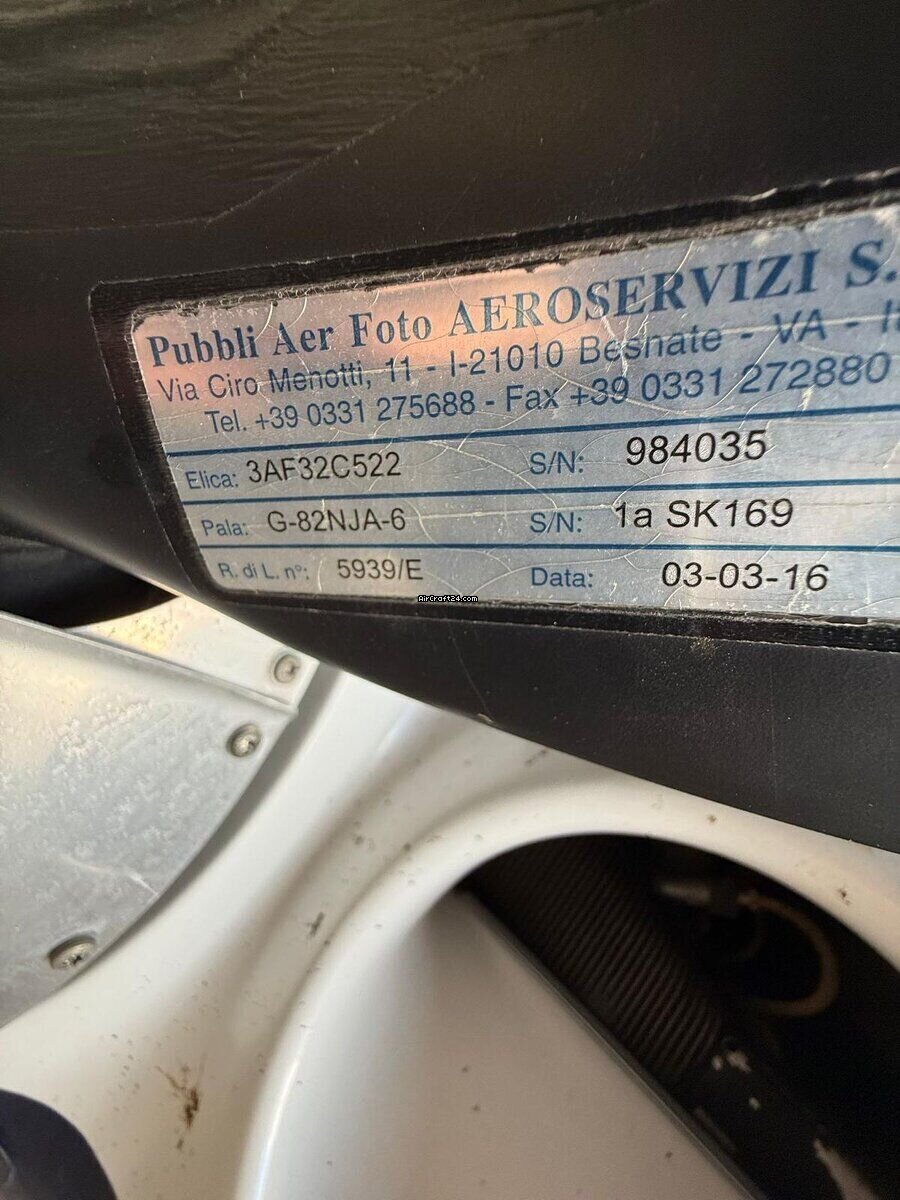 Pubbli Aer Foto AEROSERVIZI S.
Via Ciro Menotti, 11 - I-21010 Besnate - VA -
Tel. +39 0331 275688 - Fax +39 0331 272880
Elica: 3AF32C522 S/N: 984035
Pala: G-82NJA-6 S/N: 1a SK169
R. di L. n°: 5939/E Data: 03-03-16
AirCraft24.com